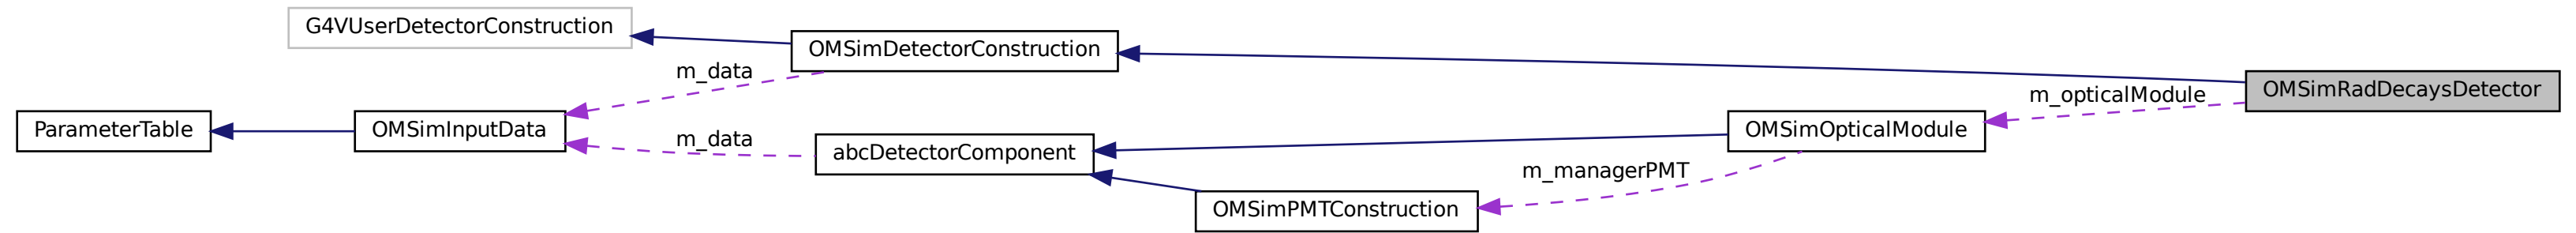 G4VUserDetectorConstruction
OMSimDetectorConstruction
m_data
OMSimRadDecaysDetector
m_opticalModule
ParameterTable
OMSimInputData
OMSimOpticalModule
m_data
abcDetectorComponent
m_managerPMT
OMSimPMTConstruction